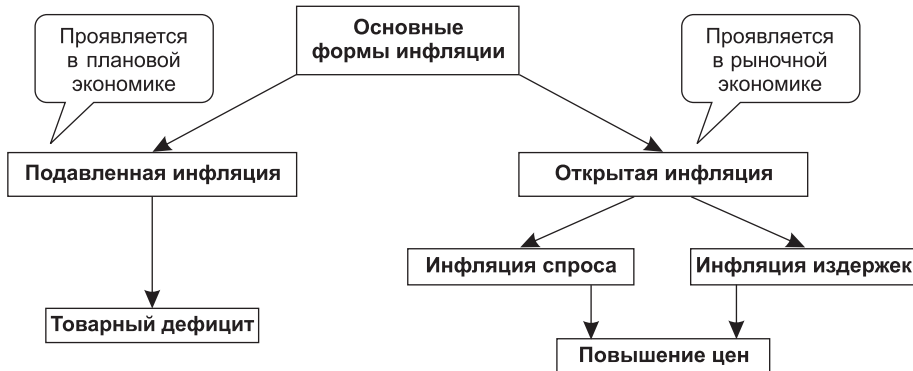 Основные
формы инфляции
Проявляется
в плановой
экономике
Проявляется
в рыночной
экономике
Подавленная инфляция
Открытая инфляция
Инфляция спроса
Инфляция издержек
Товарный дефицит
Повышение цен